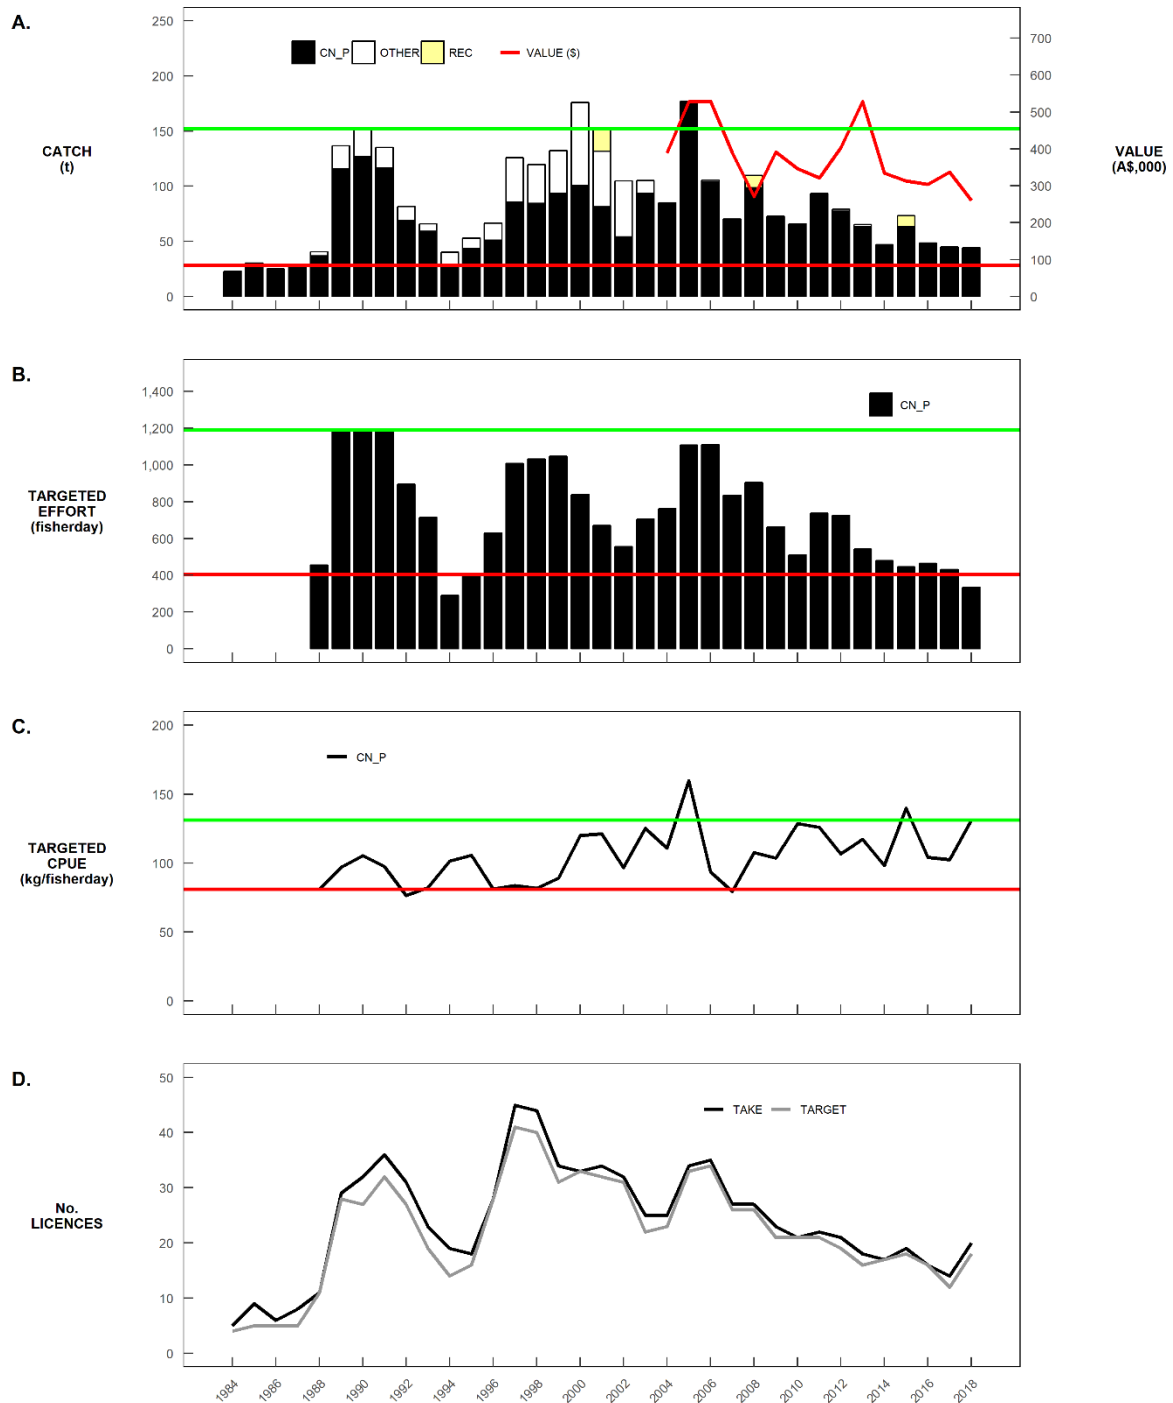 A.
250
200
150
100
50
0
CATCH
(t)
CN_P OTHER REC VALUE ($)
700
600
500
400
300
200
100
0
VALUE
(A$,000)
B.
1,400
1,200
1,000
800
600
400
200
0
TARGETED
EFFORT
(fisherday)
CN_P
C.
200
150
100
50
0
TARGETED
CPUE
(kg/fisherday)
CN_P
D.
50
40
30
20
10
0
No.
LICENCES
TAKE TARGET
1984 1986 1988 1990 1992 1994 1996 1998 2000 2002 2004 2006 2008 2010 2012 2014 2016 2018